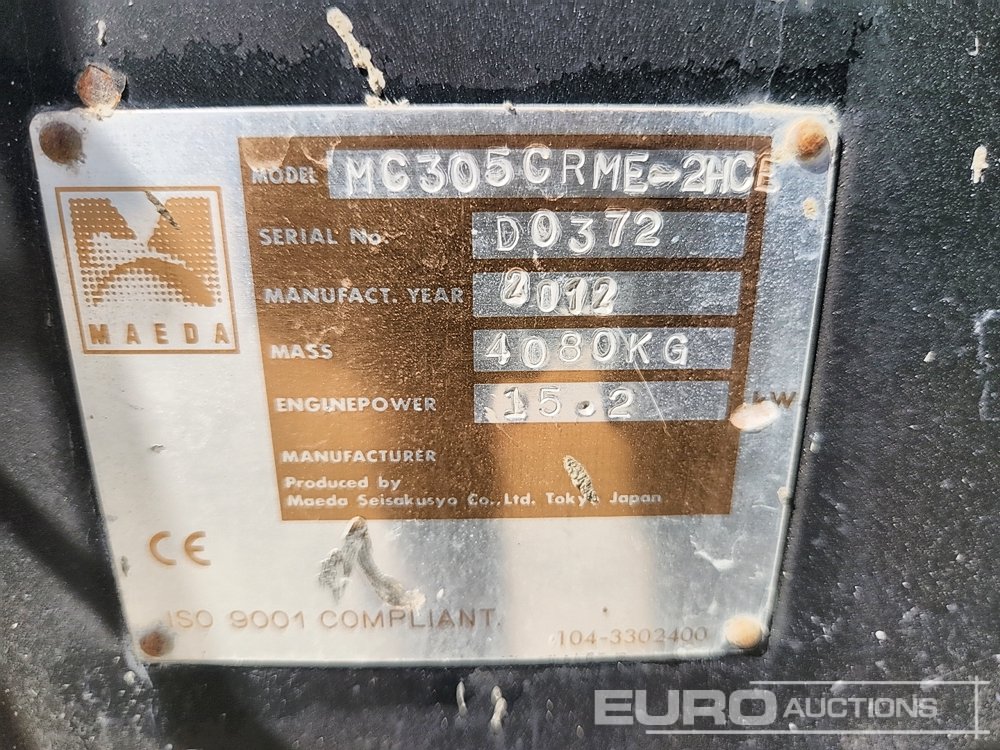 MAEDA
MODEL MC305CRME-2HCE
SERIAL No. D0372
MANUFACT. YEAR 2012
MASS 4080KG
ENGINEPOWER 15.2 kW
MANUFACTURER
Produced by
Maeda Seisakusyo Co., Ltd. Tokyo Japan
CE
ISO 9001 COMPLIANT.
104-3302400
EURO AUCTIONS